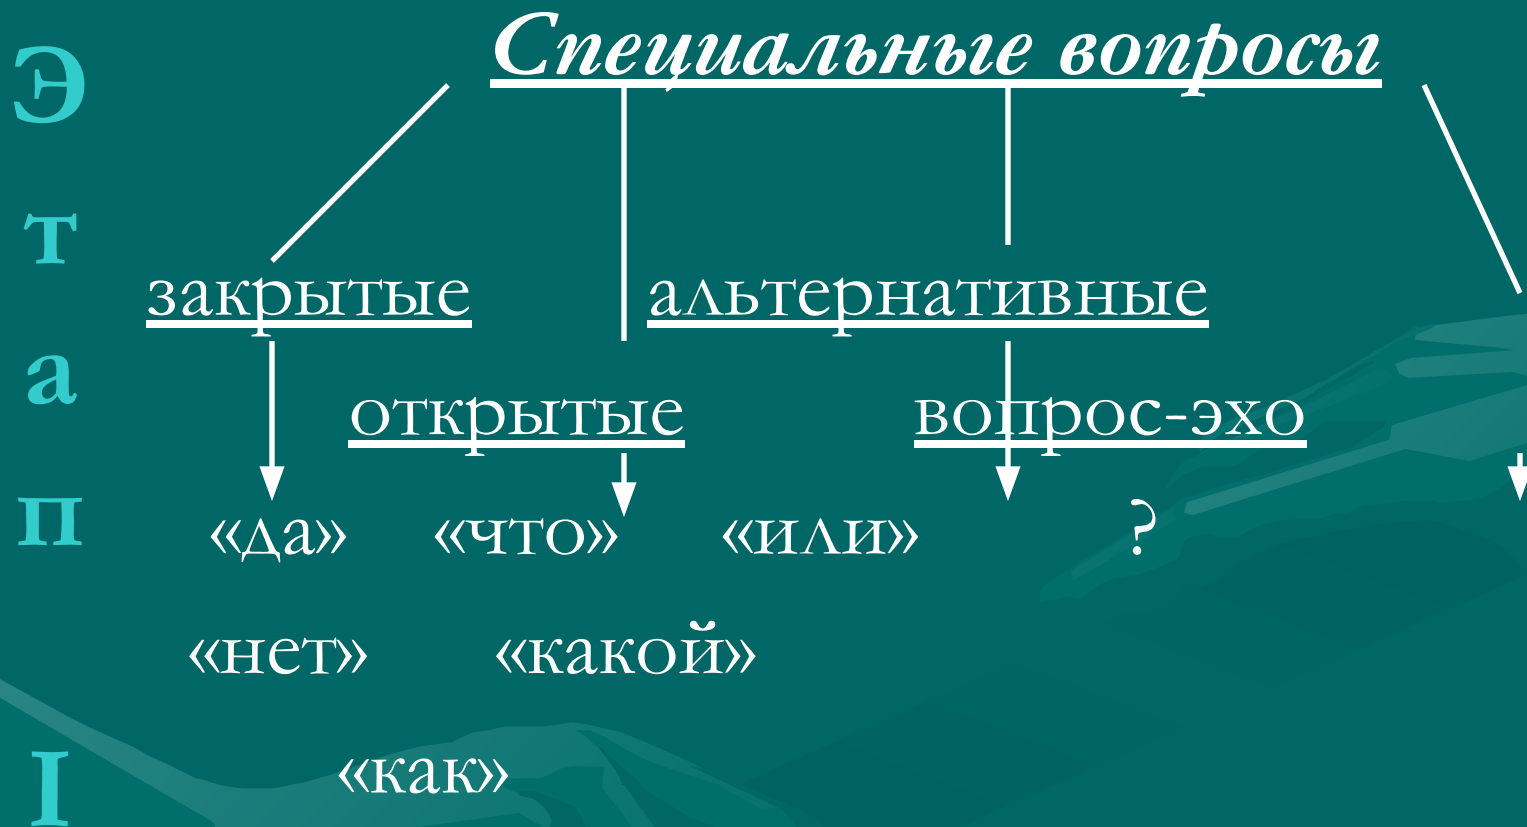 Э
т
а
п
I
Специальные вопросы
закрытые альтернативные
открытые вопрос-эхо
«да» «что» «или» ?
«нет» «какой»
«как»